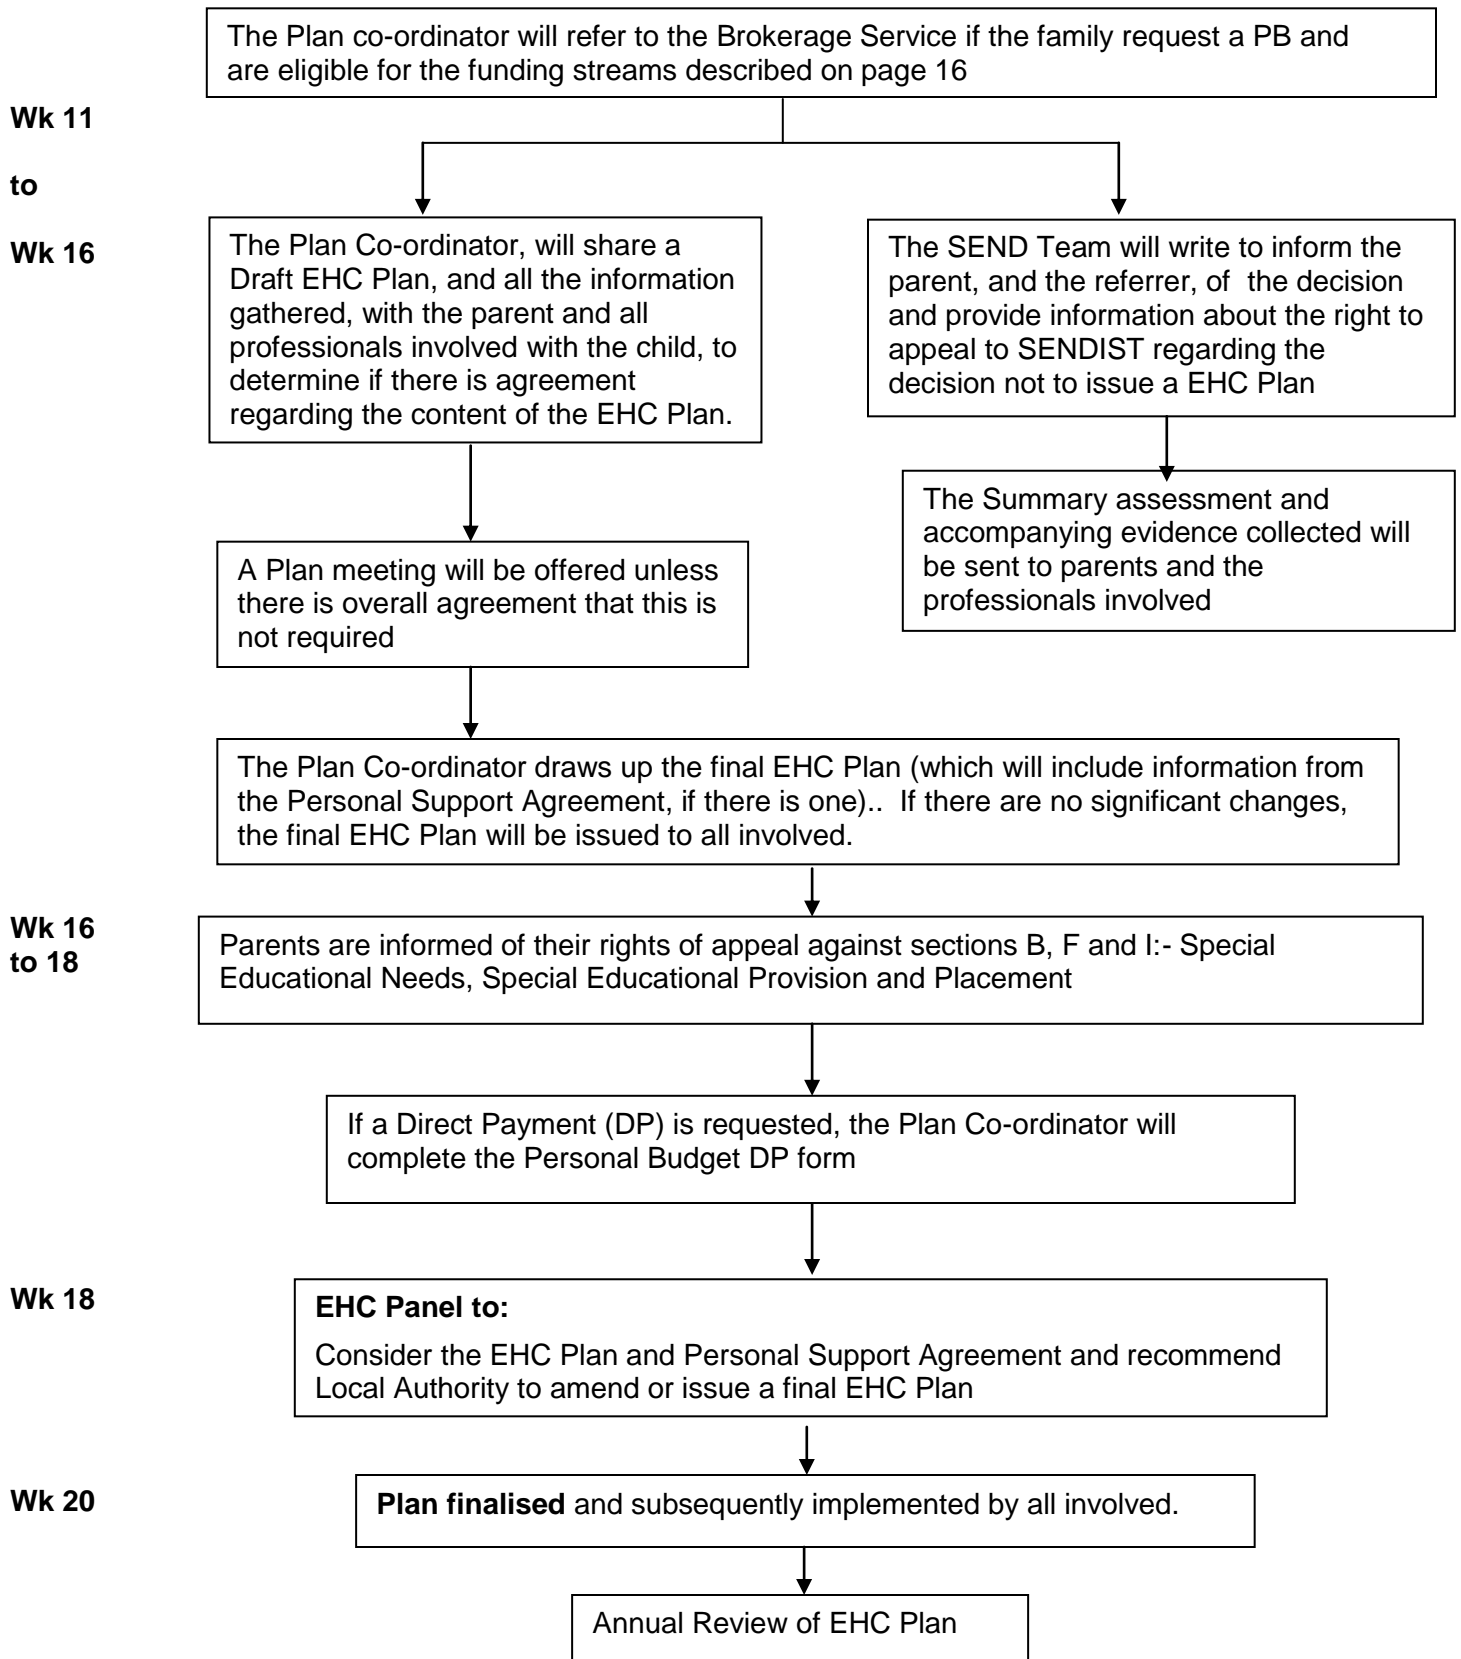 The Plan co-ordinator will refer to the Brokerage Service if the family request a PB and
are eligible for the funding streams described on page 16
Wk 11
to
Wk 16
The Plan Co-ordinator, will share a
Draft EHC Plan, and all the information
gathered, with the parent and all
professionals involved with the child, to
determine if there is agreement
regarding the content of the EHC Plan.
The SEND Team will write to inform the
parent, and the referrer, of  the decision
and provide information about the right to
appeal to SENDIST regarding the
decision not to issue a EHC Plan
The Summary assessment and
accompanying evidence collected will
be sent to parents and the
professionals involved
A Plan meeting will be offered unless
there is overall agreement that this is
not required
The Plan Co-ordinator draws up the final EHC Plan (which will include information from
the Personal Support Agreement, if there is one)..  If there are no significant changes,
the final EHC Plan will be issued to all involved.
Wk 16
to 18
Parents are informed of their rights of appeal against sections B, F and I:- Special
Educational Needs, Special Educational Provision and Placement
If a Direct Payment (DP) is requested, the Plan Co-ordinator will
complete the Personal Budget DP form
Wk 18
EHC Panel to:
Consider the EHC Plan and Personal Support Agreement and recommend
Local Authority to amend or issue a final EHC Plan
Wk 20
Plan finalised and subsequently implemented by all involved.
Annual Review of EHC Plan